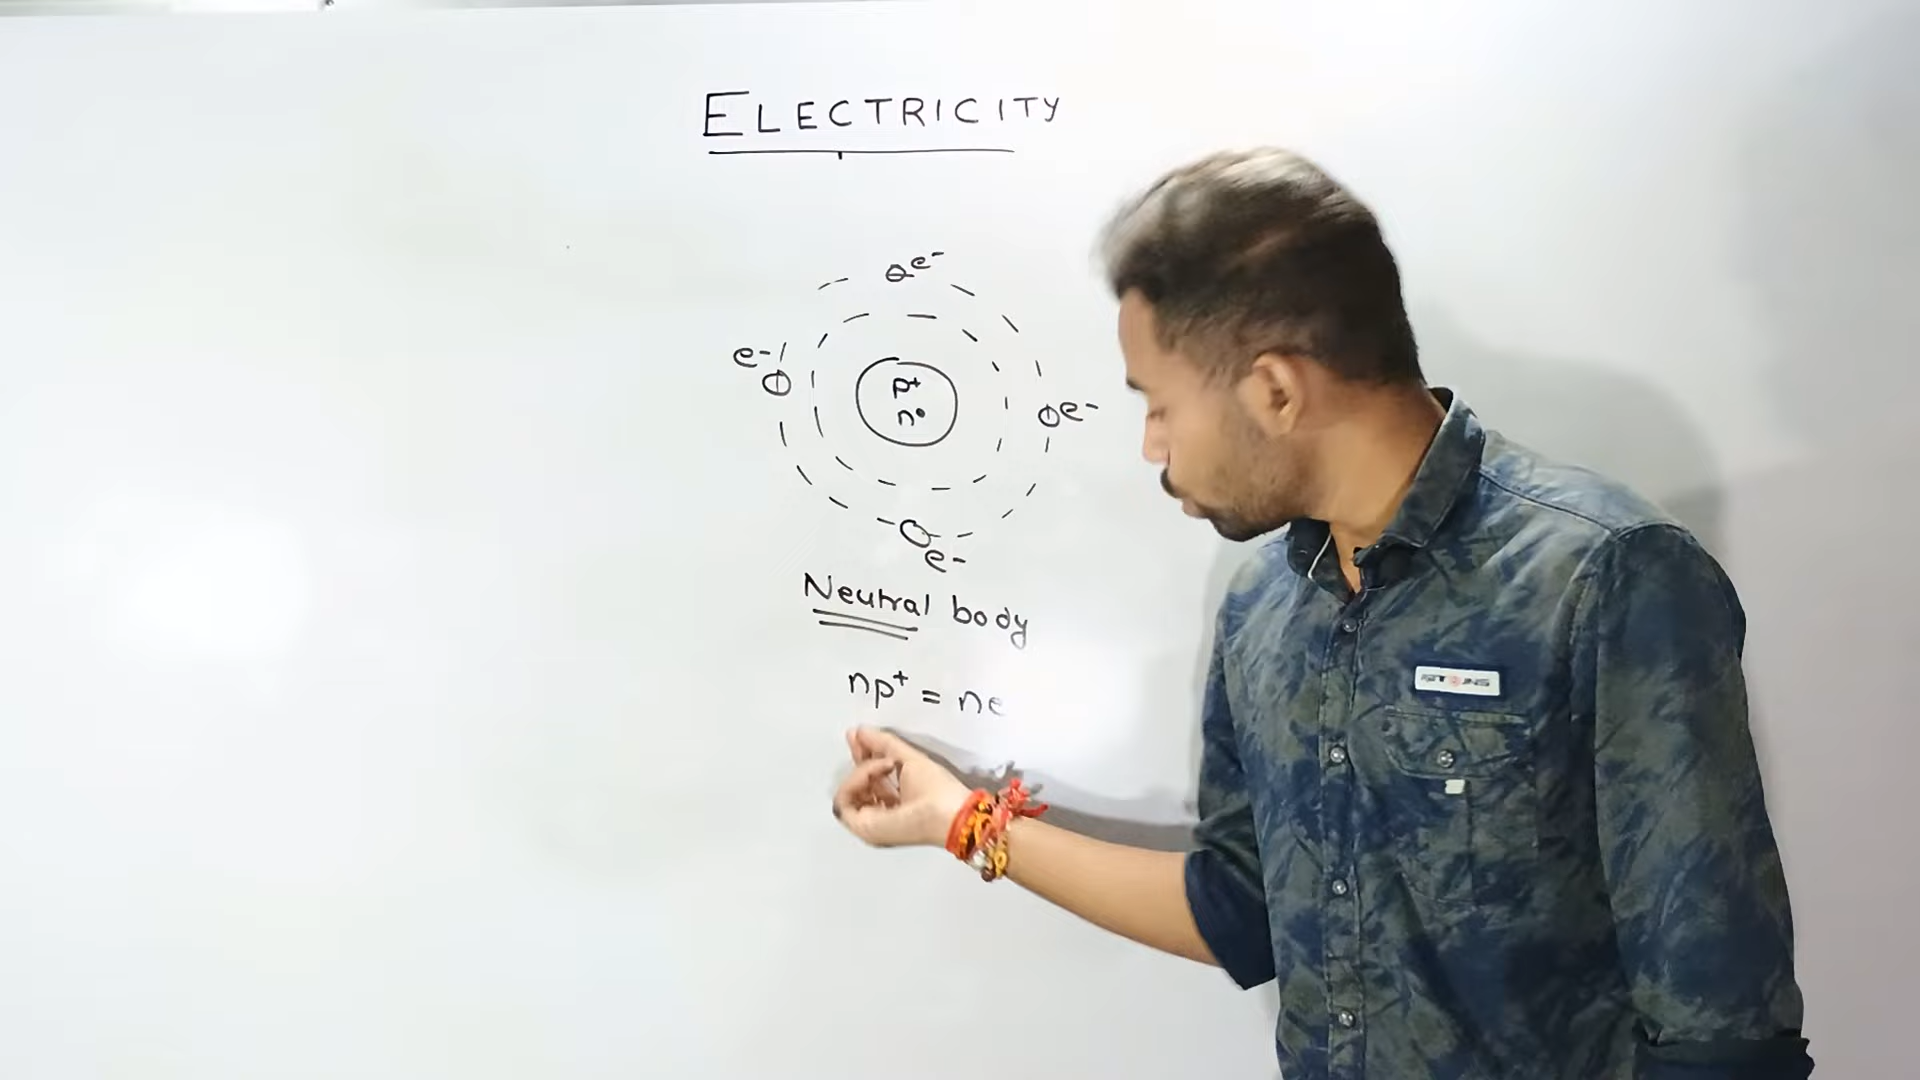 ELECTRICITY
e-
e-
p+
n°
e-
e-
Neutral body
np+ = ne